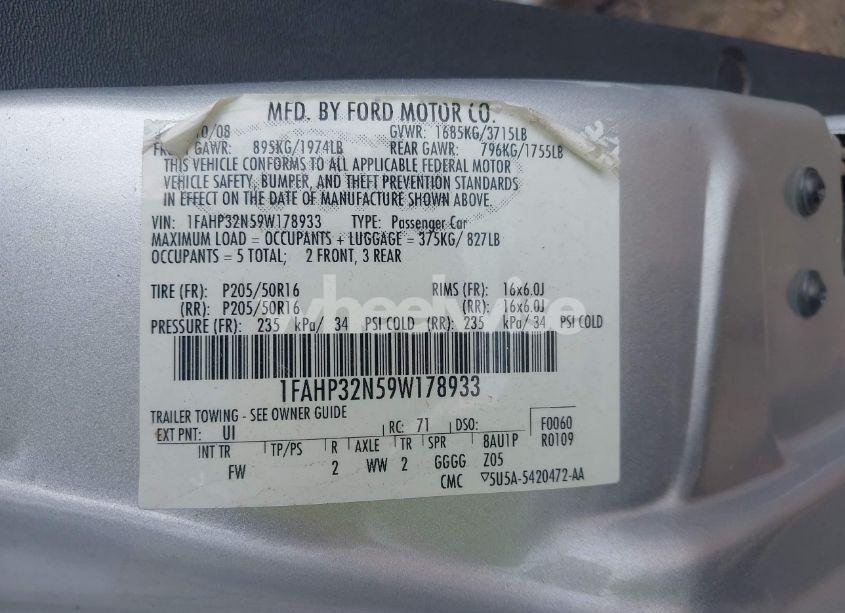 MFD. BY FORD MOTOR CO.
10/08 GVWR: 1685KG/3715LB
FRONT GAWR: 895KG/1974LB REAR GAWR: 796KG/1755LB
THIS VEHICLE CONFORMS TO ALL APPLICABLE FEDERAL MOTOR
VEHICLE SAFETY, BUMPER, AND THEFT PREVENTION STANDARDS
IN EFFECT ON THE DATE OF MANUFACTURE SHOWN ABOVE.
VIN: 1FAHP32N59W178933 TYPE: Passenger Car
MAXIMUM LOAD = OCCUPANTS + LUGGAGE = 375KG/ 827LB
OCCUPANTS = 5 TOTAL; 2 FRONT, 3 REAR
TIRE (FR): P205/50R16 RIMS (FR): 16x6.0J
(RR): P205/50R16 (RR): 16x6.0J
wheelwire
PRESSURE (FR): 235 kPa/ 34 PSI COLD (RR): 235 kPa/ 34 PSI COLD
1FAHP32N59W178933
TRAILER TOWING - SEE OWNER GUIDE
EXT PNT: UI RC: 71 DSO: F0060
INT TR TP/PS R AXLE TR SPR 8AU1P R0109
FW 2 WW 2 GGGG Z05
CMC ▽5U5A-5420472-AA